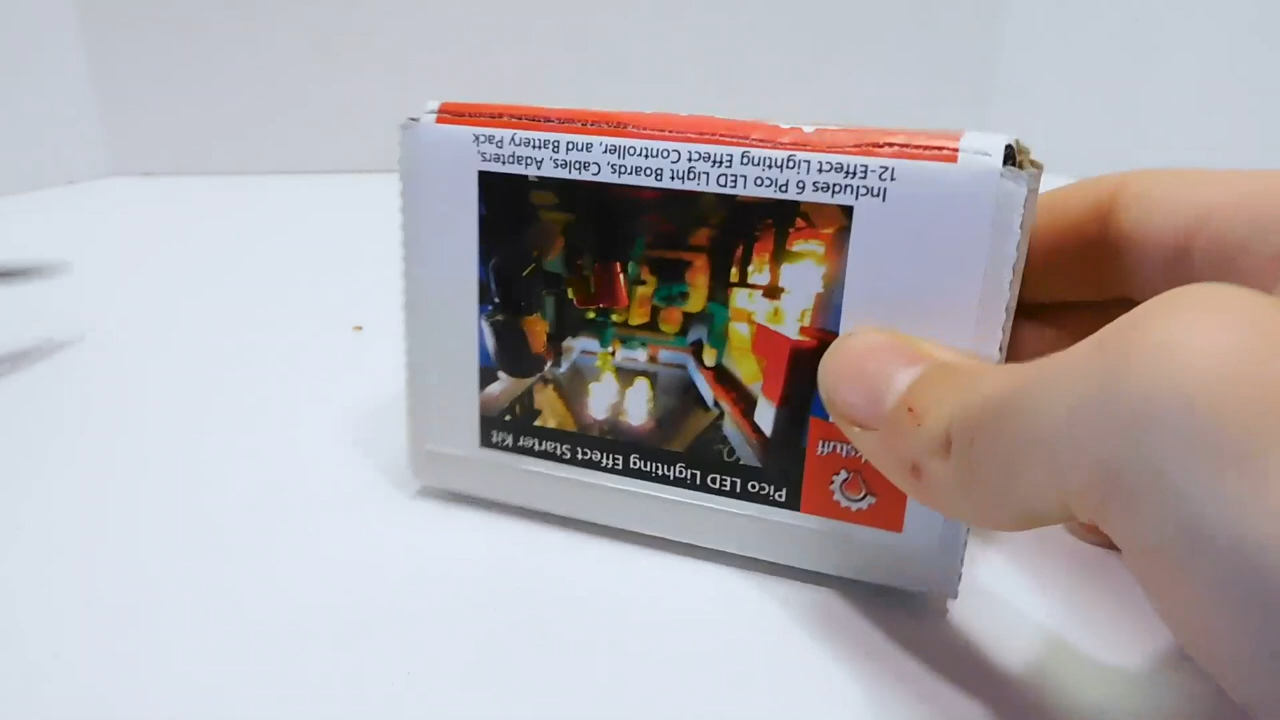 Pico LED Lighting Effect Starter Kit
Includes 6 Pico LED Light Boards, Cables, Adapters,
12-Effect Lighting Effect Controller, and Battery Pack